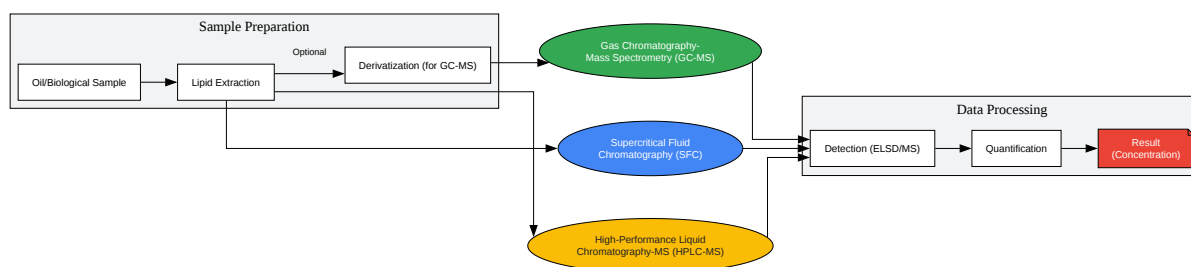 Sample Preparation
Oil/Biological Sample
Lipid Extraction
Optional
Derivatization (for GC-MS)
Gas Chromatography-
Mass Spectrometry (GC-MS)
Supercritical Fluid
Chromatography (SFC)
High-Performance Liquid
Chromatography-MS (HPLC-MS)
Data Processing
Detection (ELSD/MS)
Quantification
Result
(Concentration)